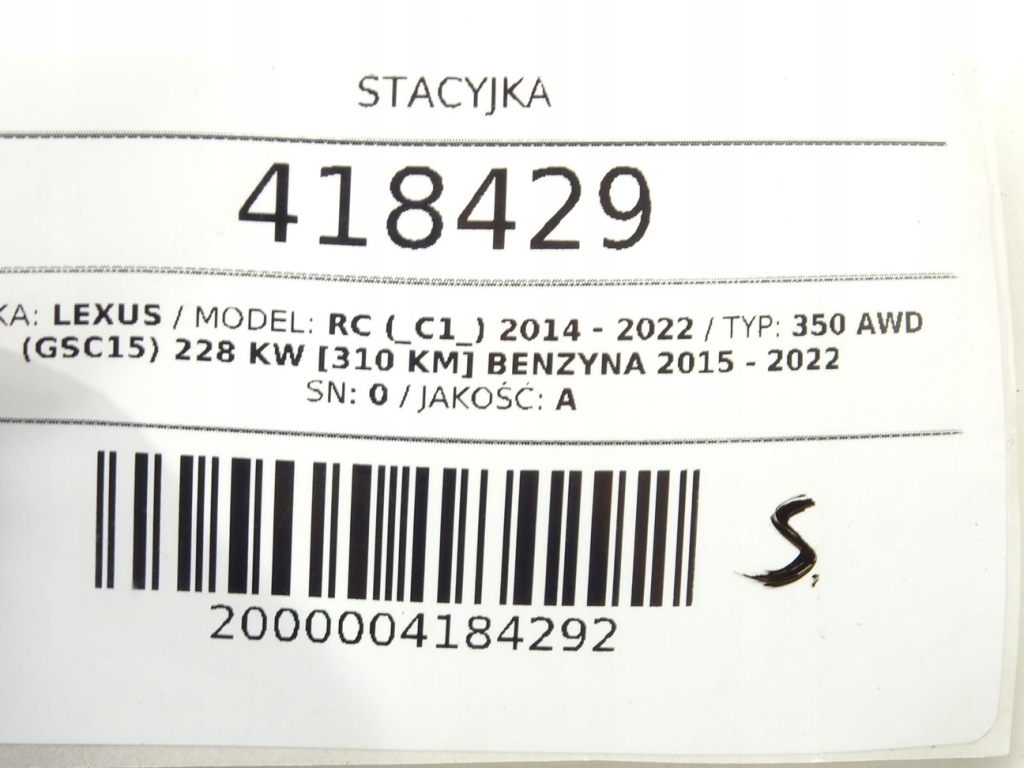 STACYJKA
418429
KA: LEXUS / MODEL: RC (_C1_) 2014 - 2022 / TYP: 350 AWD
(GSC15) 228 KW [310 KM] BENZYNA 2015 - 2022
SN: 0 / JAKOŚĆ: A
S
2000004184292